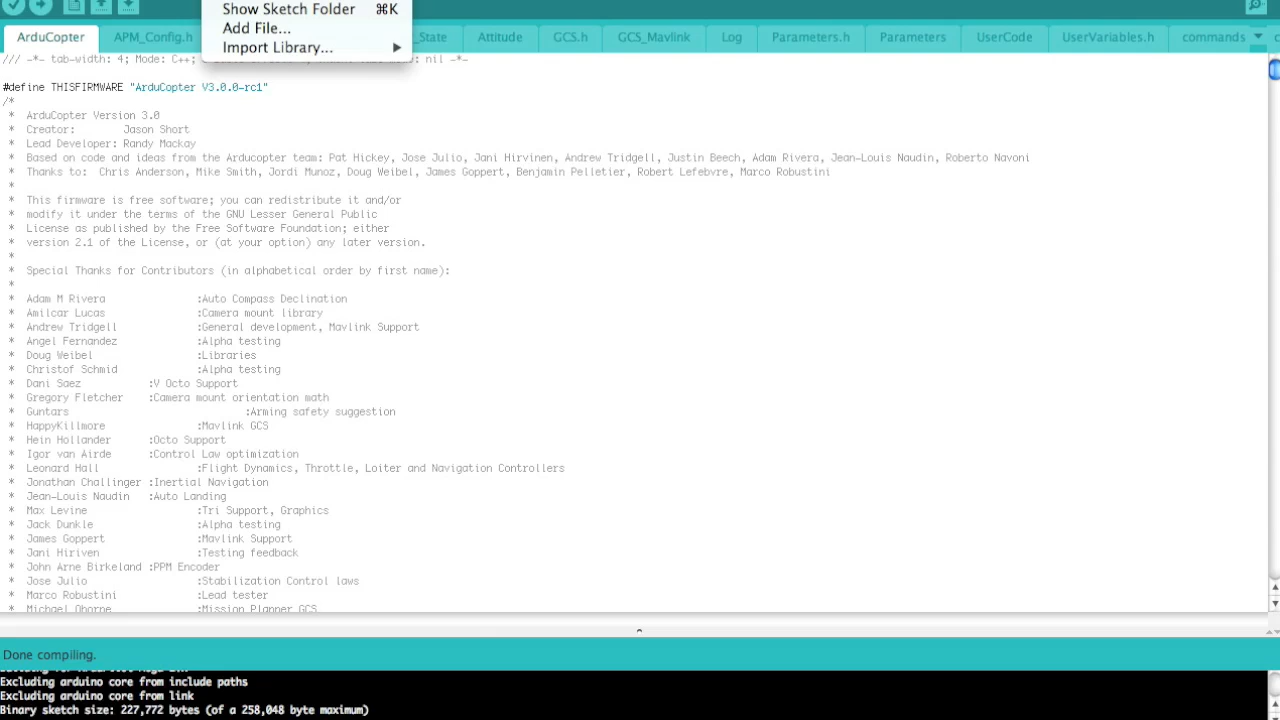 Show Sketch Folder ⌘K
Add File...
Import Library...
ArduCopter APM_Config.h _State Attitude GCS.h GCS_Mavlink Log Parameters.h Parameters UserCode UserVariables.h commands
/// -*- tab-width: 4; Mode: C++; nil -*-
#define THISFIRMWARE "ArduCopter V3.0.0-rc1"
/*
* ArduCopter Version 3.0
* Creator: Jason Short
* Lead Developer: Randy Mackay
* Based on code and ideas from the Arducopter team: Pat Hickey, Jose Julio, Jani Hirvinen, Andrew Tridgell, Justin Beech, Adam Rivera, Jean-Louis Naudin, Roberto Navoni
* Thanks to: Chris Anderson, Mike Smith, Jordi Munoz, Doug Weibel, James Goppert, Benjamin Pelletier, Robert Lefebvre, Marco Robustini
*
* This firmware is free software; you can redistribute it and/or
* modify it under the terms of the GNU Lesser General Public
* License as published by the Free Software Foundation; either
* version 2.1 of the License, or (at your option) any later version.
*
* Special Thanks for Contributors (in alphabetical order by first name):
*
* Adam M Rivera :Auto Compass Declination
* Amilcar Lucas :Camera mount library
* Andrew Tridgell :General development, Mavlink Support
* Angel Fernandez :Alpha testing
* Doug Weibel :Libraries
* Christof Schmid :Alpha testing
* Dani Saez :V Octo Support
* Gregory Fletcher :Camera mount orientation math
* Guntars :Arming safety suggestion
* HappyKillmore :Mavlink GCS
* Hein Hollander :Octo Support
* Igor van Airde :Control Law optimization
* Leonard Hall :Flight Dynamics, Throttle, Loiter and Navigation Controllers
* Jonathan Challinger :Inertial Navigation
* Jean-Louis Naudin :Auto Landing
* Max Levine :Tri Support, Graphics
* Jack Dunkle :Alpha testing
* James Goppert :Mavlink Support
* Jani Hiriven :Testing feedback
* John Arne Birkeland :PPM Encoder
* Jose Julio :Stabilization Control laws
* Marco Robustini :Lead tester
* Michael Oborne :Mission Planner GCS
Done compiling.
Excluding arduino core from include paths
Excluding arduino core from link
Binary sketch size: 227,772 bytes (of a 258,048 byte maximum)